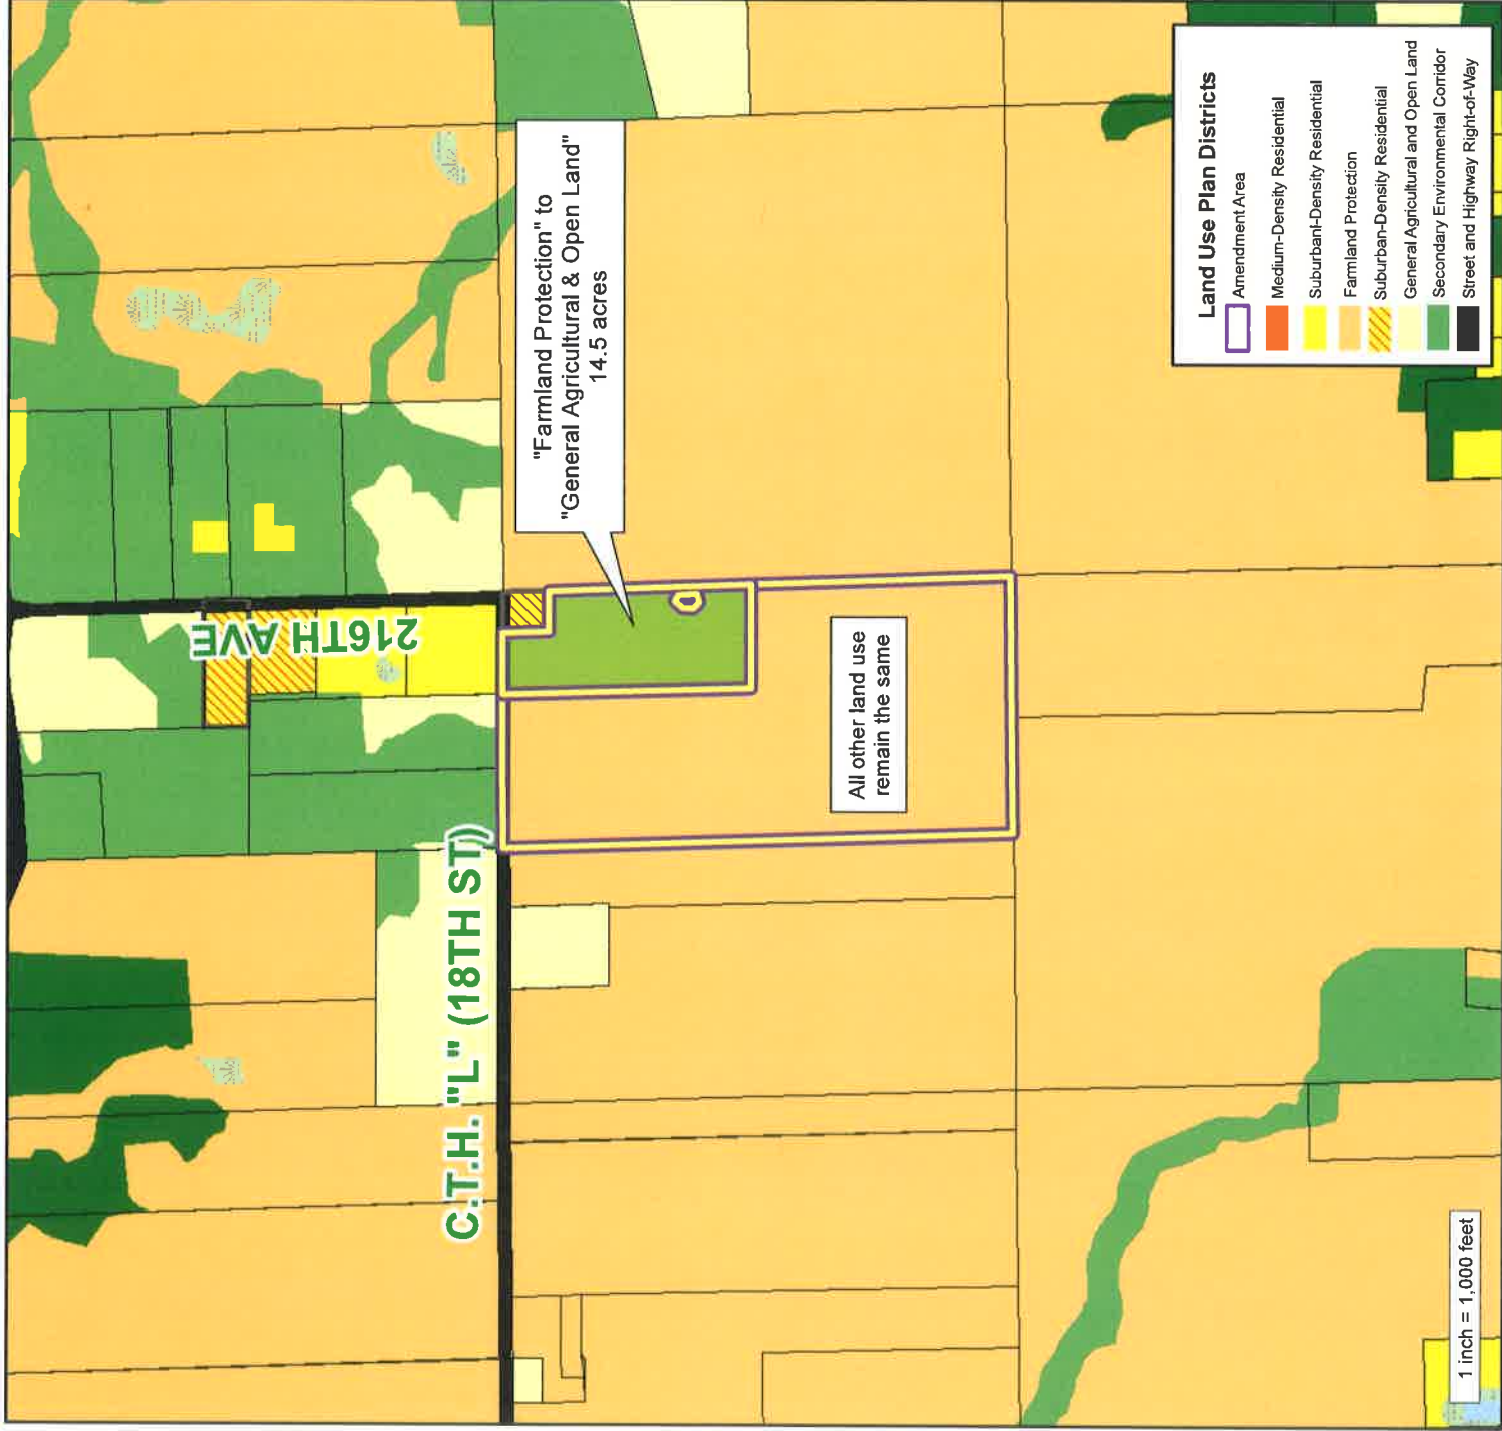 216TH AVE
C.T.H. "L" (18TH ST)
"Farmland Protection" to
"General Agricultural & Open Land"
14.5 acres
All other land use
remain the same
Land Use Plan Districts
Amendment Area
Medium-Density Residential
Suburbanl-Density Residential
Farmland Protection
Suburban-Density Residential
General Agricultural and Open Land
Secondary Environmental Corridor
Street and Highway Right-of-Way
1 inch = 1,000 feet